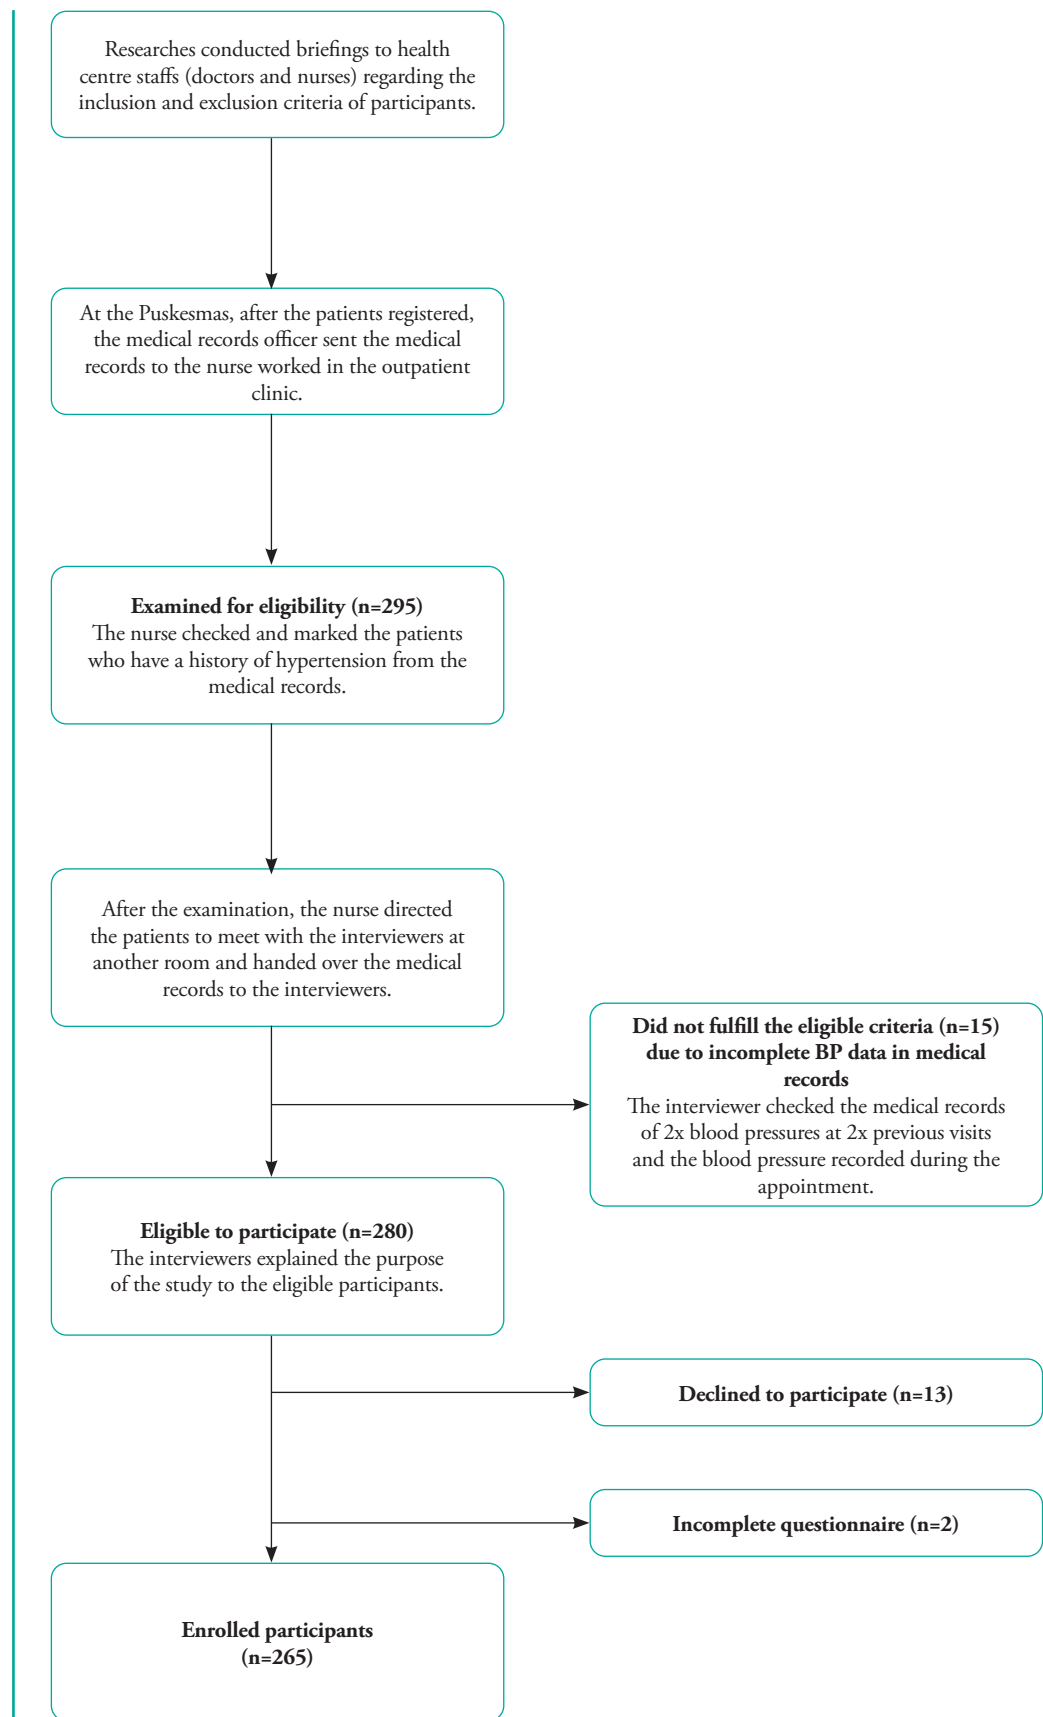 Researches conducted briefings to health
centre staffs (doctors and nurses) regarding the
inclusion and exclusion criteria of participants.
At the Puskesmas, after the patients registered,
the medical records officer sent the medical
records to the nurse worked in the outpatient
clinic.
Examined for eligibility (n=295)
The nurse checked and marked the patients
who have a history of hypertension from the
medical records.
After the examination, the nurse directed
the patients to meet with the interviewers at
another room and handed over the medical
records to the interviewers.
Did not fulfill the eligible criteria (n=15)
due to incomplete BP data in medical
records
The interviewer checked the medical records
of 2x blood pressures at 2x previous visits
and the blood pressure recorded during the
appointment.
Eligible to participate (n=280)
The interviewers explained the purpose
of the study to the eligible participants.
Declined to participate (n=13)
Incomplete questionnaire (n=2)
Enrolled participants
(n=265)